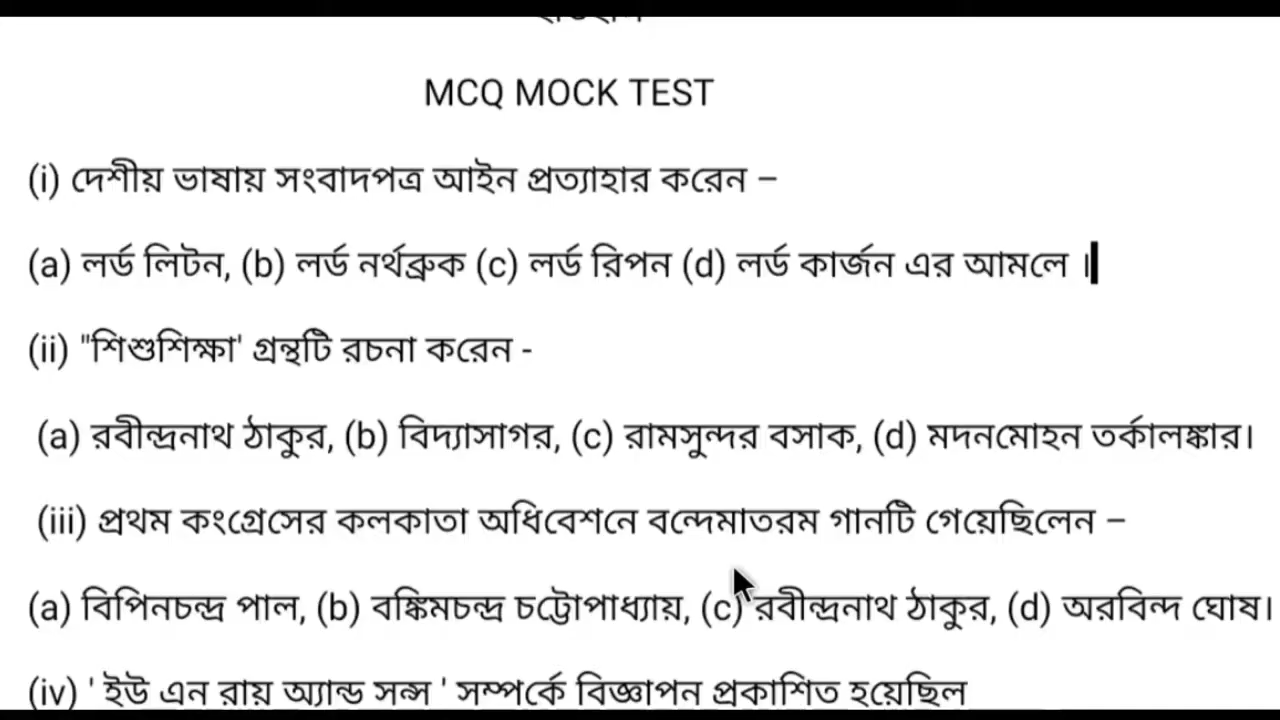 MCQ MOCK TEST
(i) দেশীয় ভাষায় সংবাদপত্র আইন প্রত্যাহার করেন –
(a) লর্ড লিটন, (b) লর্ড নর্থব্রুক (c) লর্ড রিপন (d) লর্ড কার্জন এর আমলে ।
(ii) "শিশুশিক্ষা' গ্রন্থটি রচনা করেন -
(a) রবীন্দ্রনাথ ঠাকুর, (b) বিদ্যাসাগর, (c) রামসুন্দর বসাক, (d) মদনমোহন তর্কালঙ্কার।
(iii) প্রথম কংগ্রেসের কলকাতা অধিবেশনে বন্দেমাতরম গানটি গেয়েছিলেন –
(a) বিপিনচন্দ্র পাল, (b) বঙ্কিমচন্দ্র চট্টোপাধ্যায়, (c) রবীন্দ্রনাথ ঠাকুর, (d) অরবিন্দ ঘোষ।
(iv) ' ইউ এন রায় অ্যান্ড সন্স ' সম্পর্কে বিজ্ঞাপন প্রকাশিত হয়েছিল